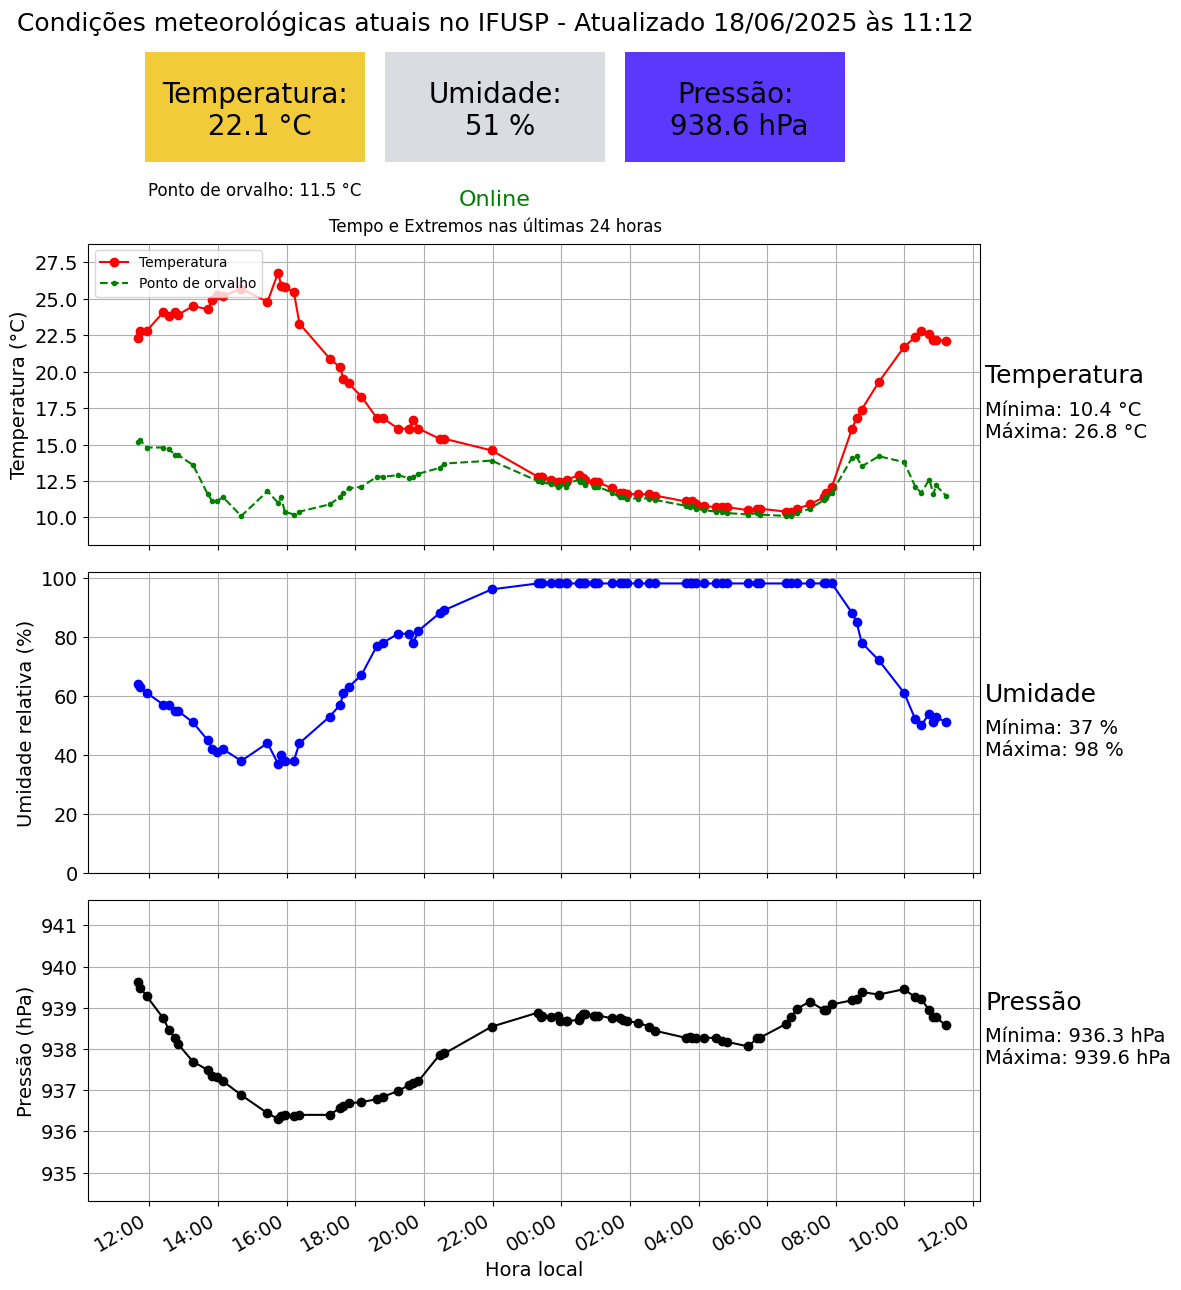 Condições meteorológicas atuais no IFUSP - Atualizado 18/06/2025 às 11:12
Temperatura:
22.1 °C
Umidade:
51 %
Pressão:
938.6 hPa
Ponto de orvalho: 11.5 °C
Online
Tempo e Extremos nas últimas 24 horas
Temperatura
Ponto de orvalho
Temperatura (°C)
27.5
25.0
22.5
20.0
17.5
15.0
12.5
10.0
Temperatura
Mínima: 10.4 °C
Máxima: 26.8 °C
Umidade relativa (%)
100
80
60
40
20
0
Umidade
Mínima: 37 %
Máxima: 98 %
Pressão (hPa)
941
940
939
938
937
936
935
Pressão
Mínima: 936.3 hPa
Máxima: 939.6 hPa
12:00 14:00 16:00 18:00 20:00 22:00 00:00 02:00 04:00 06:00 08:00 10:00 12:00
Hora local